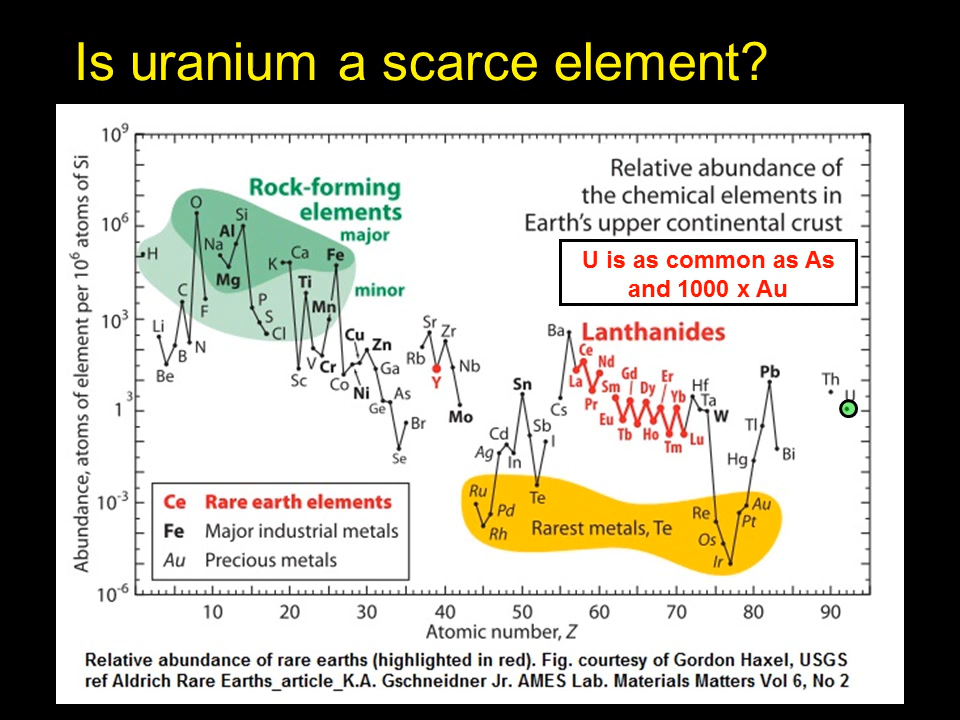 Is uranium a scarce element?
10⁹
10⁶
10³
1
3
10⁻³
10⁻⁶
Abundance, atoms of element per 10⁶ atoms of Si
Relative abundance of
the chemical elements in
Earth's upper continental crust
U is as common as As
and 1000 x Au
Rock-forming
elements
major
minor
H
Li
Be
B
C
N
O
F
Na
Mg
Al
Si
P
S
Cl
K
Ca
Sc
Ti
V
Cr
Mn
Fe
Co
Ni
Cu
Zn
Ga
Ge
As
Se
Br
Rb
Sr
Y
Zr
Nb
Mo
Ru
Rh
Pd
Ag
Cd
In
Sn
Sb
Te
I
Cs
Ba
Lanthanides
La
Ce
Pr
Nd
Sm
Eu
Gd
Tb
Dy
Ho
Er
Tm
Yb
Lu
Hf
Ta
W
Re
Os
Ir
Pt
Au
Hg
Tl
Pb
Bi
Th
U
Rarest metals, Te
Ce Rare earth elements
Fe Major industrial metals
Au Precious metals
10 20 30 40 50 60 70 80 90
Atomic number, Z
Relative abundance of rare earths (highlighted in red). Fig. courtesy of Gordon Haxel, USGS
ref Aldrich Rare Earths_article_K.A. Gschneidner Jr. AMES Lab. Materials Matters Vol 6, No 2